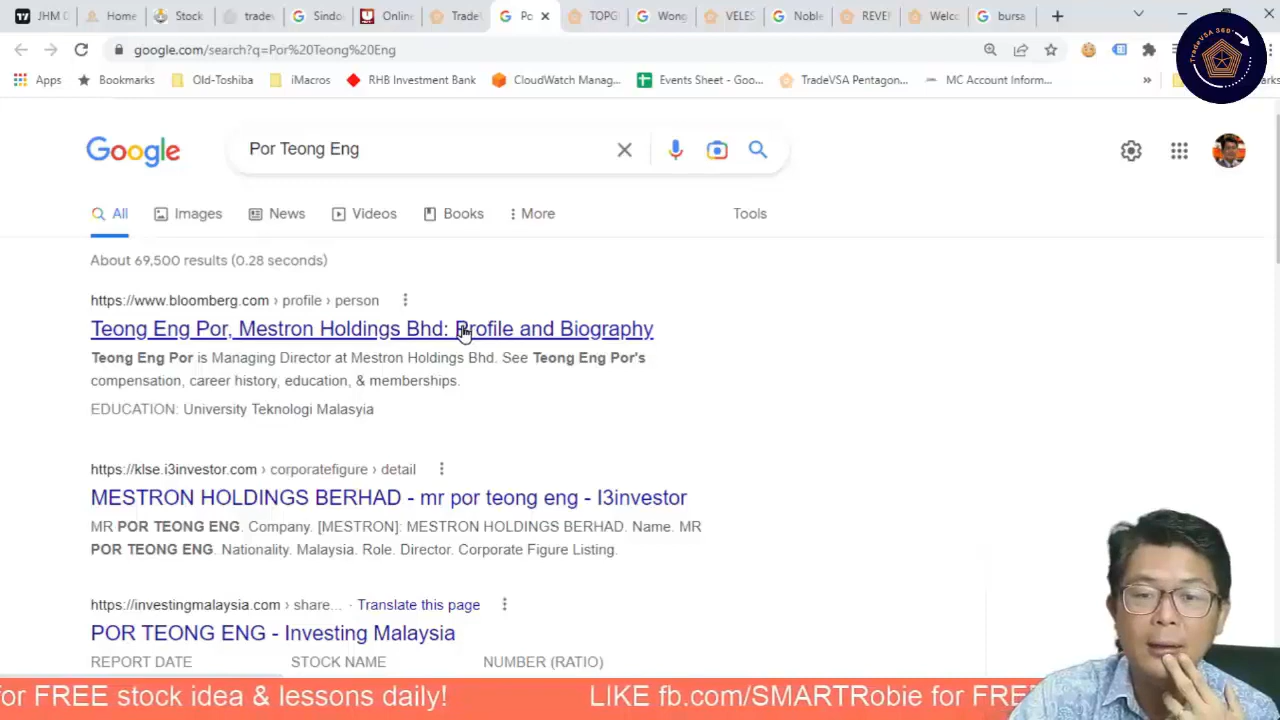 JHM D
Home
Stock
tradev
Sindo
Online
TradeV
Po
TOPG
Wong
VELES
Noble
REVEN
Welco
bursa
google.com/search?q=Por%20Teong%20Eng
Apps
Bookmarks
Old-Toshiba
iMacros
RHB Investment Bank
CloudWatch Manag...
Events Sheet - Goo...
TradeVSA Pentagon...
MC Account Inform...
»
TradeVSA 360°
Google
Por Teong Eng
All
Images
News
Videos
Books
More
Tools
About 69,500 results (0.28 seconds)
https://www.bloomberg.com › profile › person
Teong Eng Por, Mestron Holdings Bhd: Profile and Biography
Teong Eng Por is Managing Director at Mestron Holdings Bhd. See Teong Eng Por's
compensation, career history, education, & memberships.
EDUCATION: University Teknologi Malasyia
https://klse.i3investor.com › corporatefigure › detail
MESTRON HOLDINGS BERHAD - mr por teong eng - I3investor
MR POR TEONG ENG. Company. [MESTRON]: MESTRON HOLDINGS BERHAD. Name. MR
POR TEONG ENG. Nationality. Malaysia. Role. Director. Corporate Figure Listing.
https://investingmalaysia.com › share... · Translate this page
POR TEONG ENG - Investing Malaysia
REPORT DATE
STOCK NAME
NUMBER (RATIO)
for FREE stock idea & lessons daily! LIKE fb.com/SMARTRobie for FRE